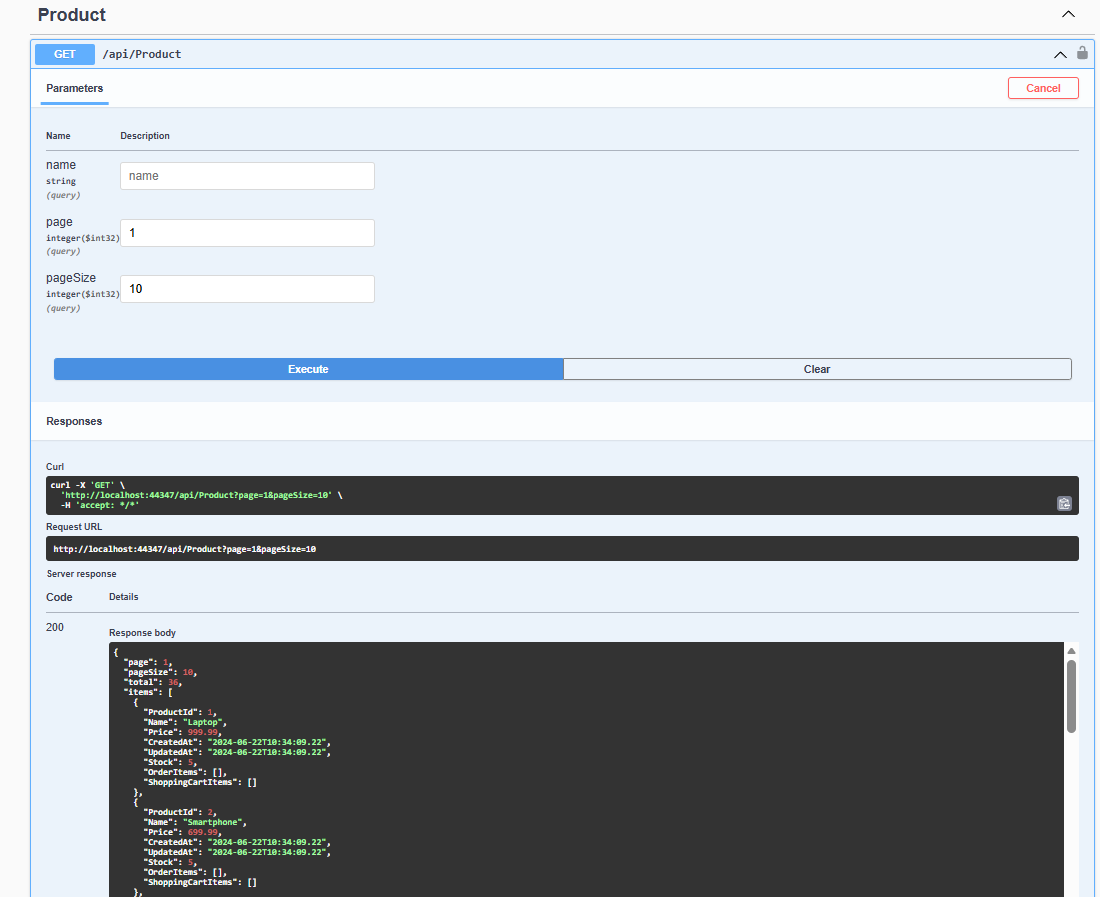 Product
GET /api/Product
Parameters Cancel
Name Description
name
string
(query)
name
page
integer($int32)
(query)
1
pageSize
integer($int32)
(query)
10
Execute Clear
Responses
Curl
curl -X 'GET' \
'http://localhost:44347/api/Product?page=1&pageSize=10' \
-H 'accept: */*'
Request URL
http://localhost:44347/api/Product?page=1&pageSize=10
Server response
Code Details
200
Response body
{
"page": 1,
"pageSize": 10,
"total": 36,
"items": [
{
"ProductId": 1,
"Name": "Laptop",
"Price": 999.99,
"CreatedAt": "2024-06-22T10:34:09.22",
"UpdatedAt": "2024-06-22T10:34:09.22",
"Stock": 5,
"OrderItems": [],
"ShoppingCartItems": []
},
{
"ProductId": 2,
"Name": "Smartphone",
"Price": 699.99,
"CreatedAt": "2024-06-22T10:34:09.22",
"UpdatedAt": "2024-06-22T10:34:09.22",
"Stock": 5,
"OrderItems": [],
"ShoppingCartItems": []
},